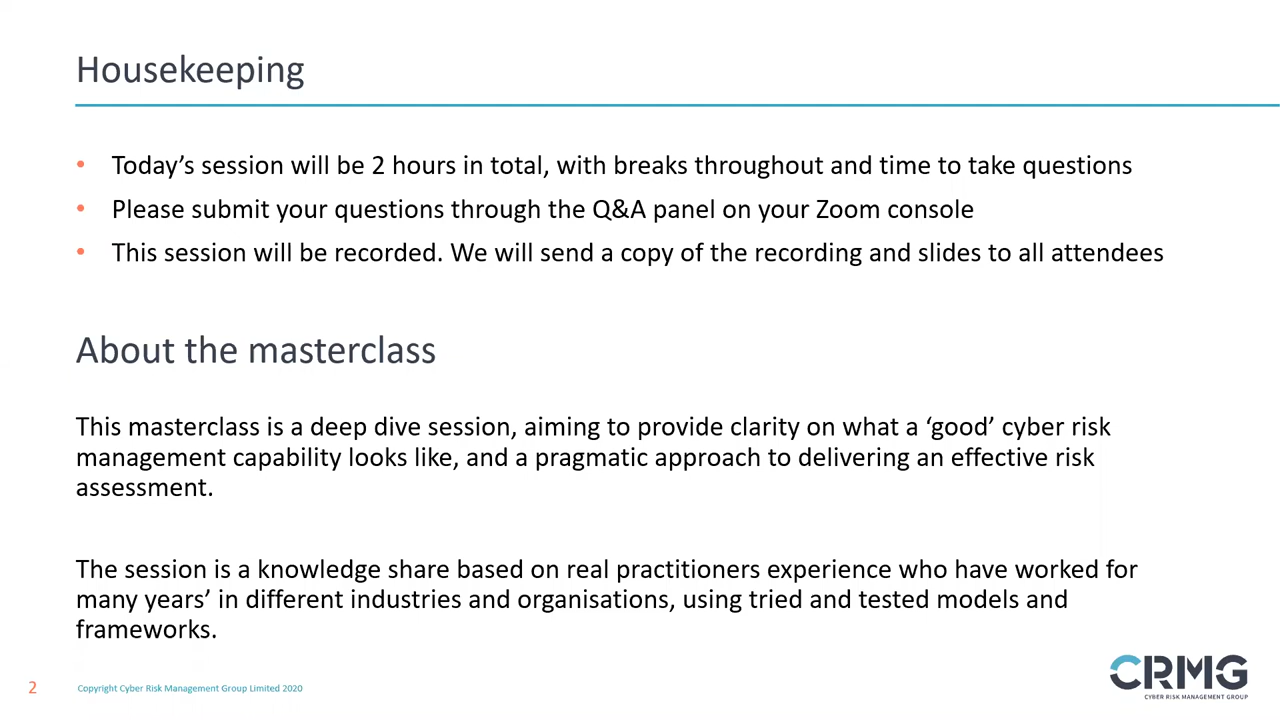 Housekeeping
• Today’s session will be 2 hours in total, with breaks throughout and time to take questions
• Please submit your questions through the Q&A panel on your Zoom console
• This session will be recorded. We will send a copy of the recording and slides to all attendees
About the masterclass
This masterclass is a deep dive session, aiming to provide clarity on what a ‘good’ cyber risk
management capability looks like, and a pragmatic approach to delivering an effective risk
assessment.
The session is a knowledge share based on real practitioners experience who have worked for
many years’ in different industries and organisations, using tried and tested models and
frameworks.
2
Copyright Cyber Risk Management Group Limited 2020
CRMG
CYBER RISK MANAGEMENT GROUP